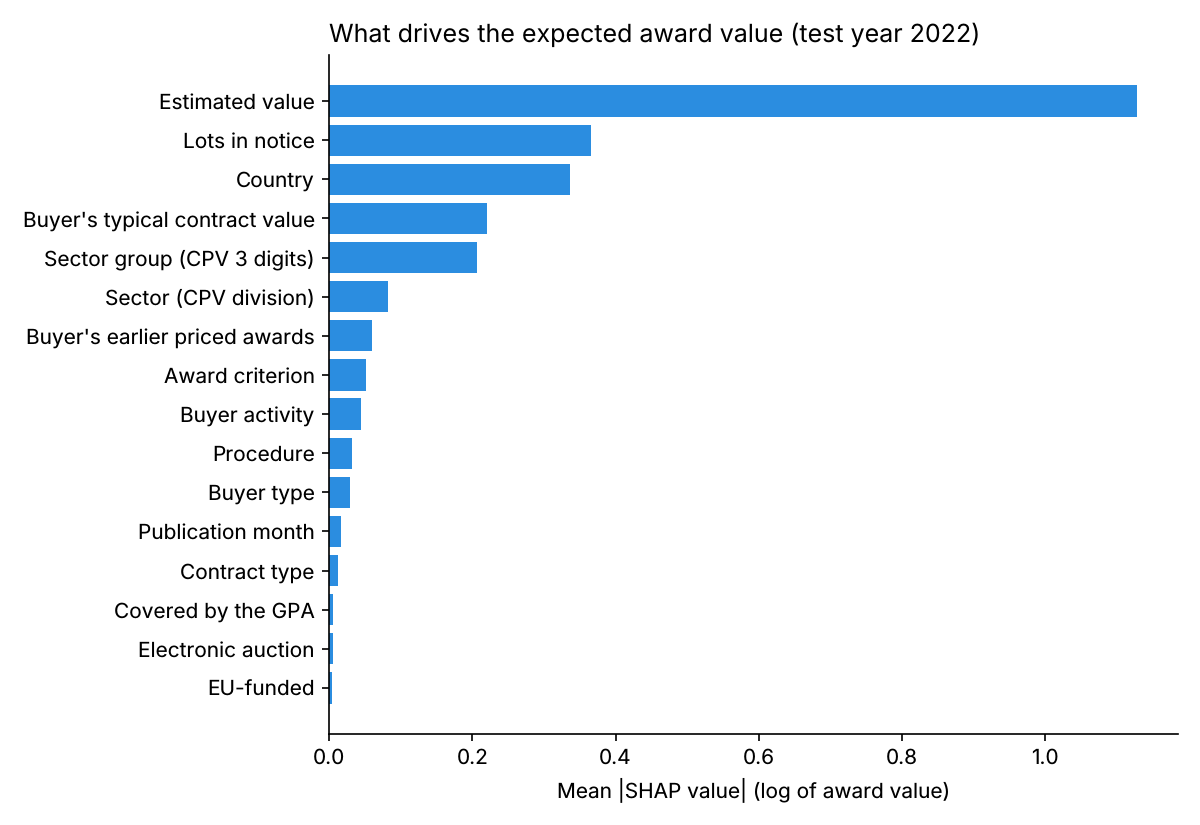 What drives the expected award value (test year 2022)
Estimated value
Lots in notice
Country
Buyer's typical contract value
Sector group (CPV 3 digits)
Sector (CPV division)
Buyer's earlier priced awards
Award criterion
Buyer activity
Procedure
Buyer type
Publication month
Contract type
Covered by the GPA
Electronic auction
EU-funded
0.0 0.2 0.4 0.6 0.8 1.0
Mean |SHAP value| (log of award value)